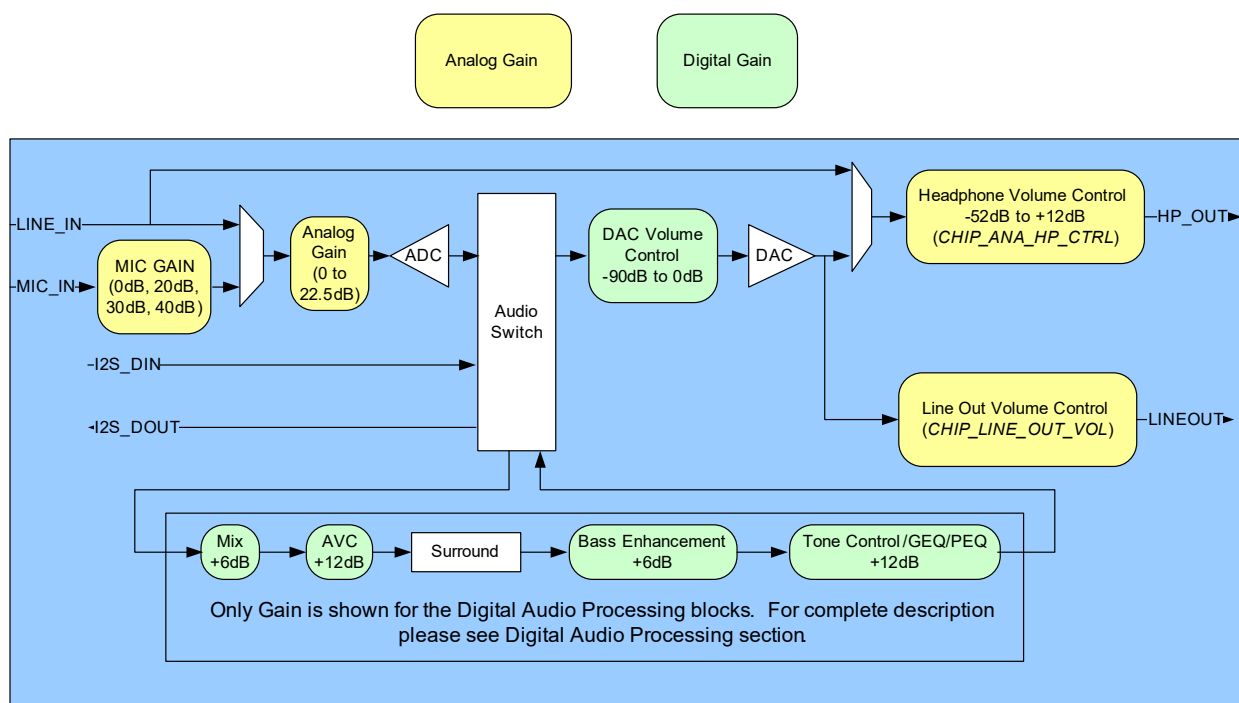 Analog Gain
Digital Gain
LINE_IN
MIC_IN
MIC GAIN
(0dB, 20dB,
30dB, 40dB)
Analog
Gain
(0 to
22.5dB)
ADC
Audio
Switch
DAC Volume
Control
-90dB to 0dB
DAC
Headphone Volume Control
-52dB to +12dB
(CHIP_ANA_HP_CTRL)
HP_OUT
I2S_DIN
I2S_DOUT
Line Out Volume Control
(CHIP_LINE_OUT_VOL)
LINEOUT
Mix
+6dB
AVC
+12dB
Surround
Bass Enhancement
+6dB
Tone Control/GEQ/PEQ
+12dB
Only Gain is shown for the Digital Audio Processing blocks. For complete description
please see Digital Audio Processing section.